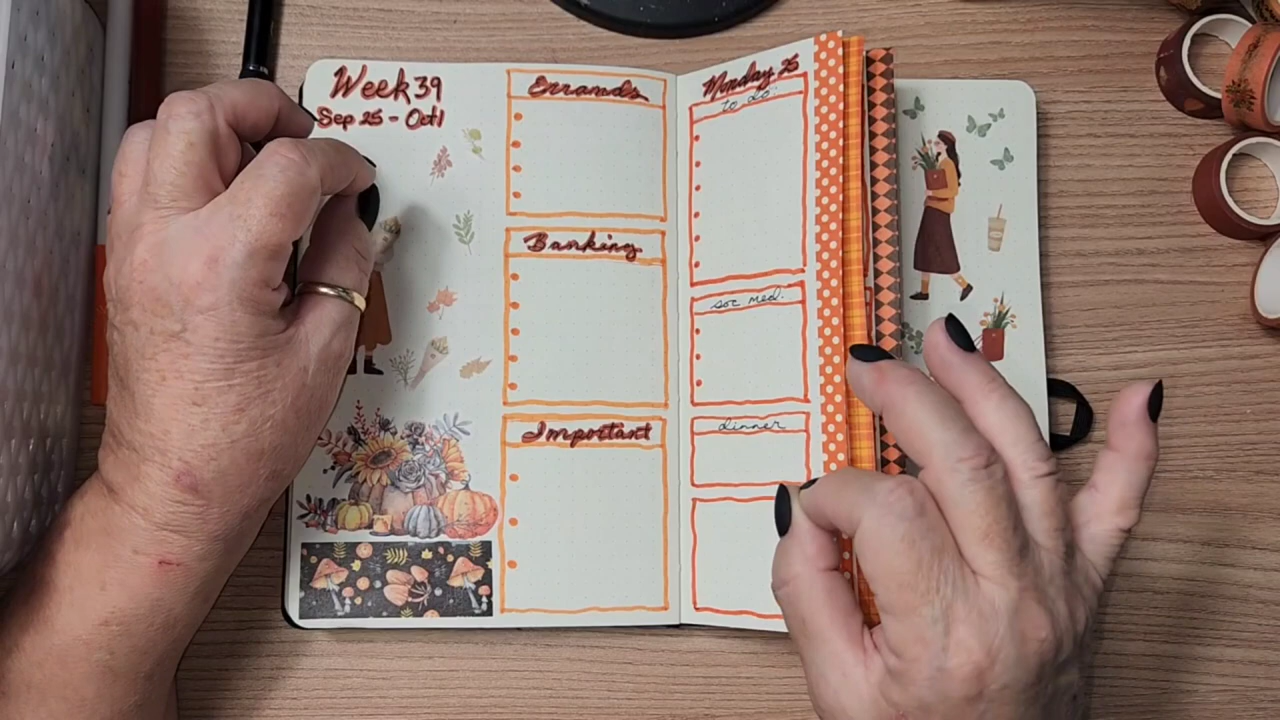 Week 39
Sep 25 - Oct 1
Errands
Banking
Important
Monday 25
to do:
soc med.
dinner